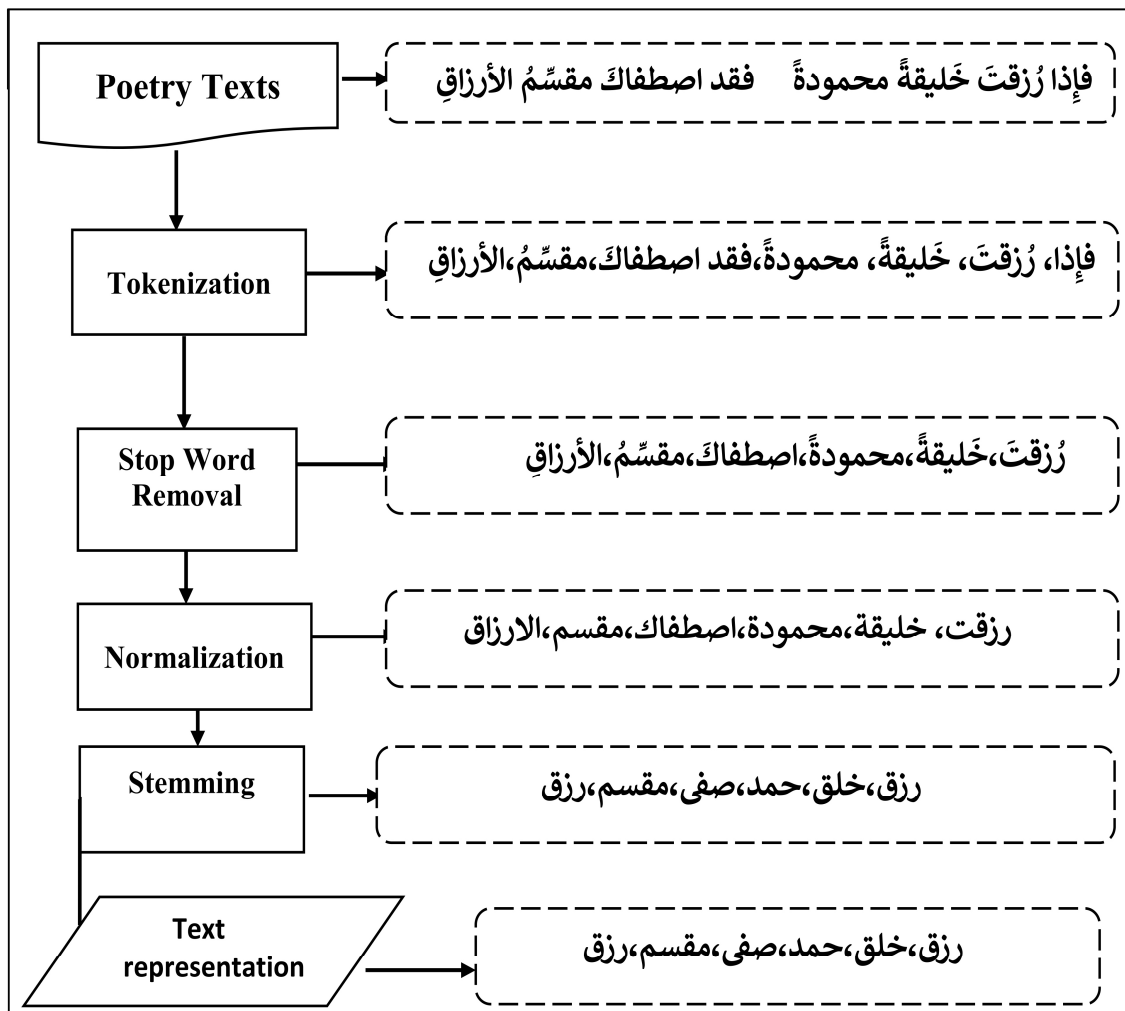 Poetry Texts
فإِذا رُزقتَ خَليقةً محمودةً    فقد اصطفاكَ مقسِّمُ الأرزاقِ
Tokenization
فإِذا، رُزقتَ، خَليقةً، محمودةً،فقد اصطفاكَ،مقسِّمُ،الأرزاقِ
Stop Word
Removal
رُزقتَ،خَليقةً،محمودةً،اصطفاكَ،مقسِّمُ،الأرزاقِ
Normalization
رزقت، خليقة،محمودة،اصطفاك،مقسم،الارزاق
Stemming
رزق،خلق،حمد،صفى،مقسم،رزق
Text
representation
رزق،خلق،حمد،صفى،مقسم،رزق